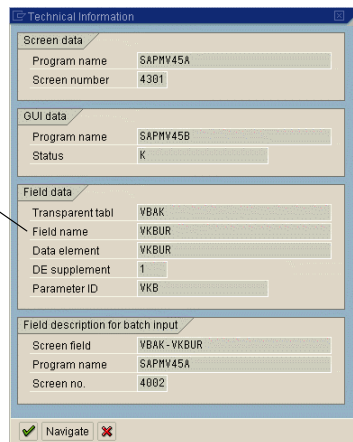 Technical Information
Screen data
Program name SAPMV45A
Screen number 4301
GUI data
Program name SAPMV45B
Status K
Field data
Transparent tabl VBAK
Field name VKBUR
Data element VKBUR
DE supplement 1
Parameter ID VKB
Field description for batch input
Screen field VBAK-VKBUR
Program name SAPMV45A
Screen no. 4002
Navigate